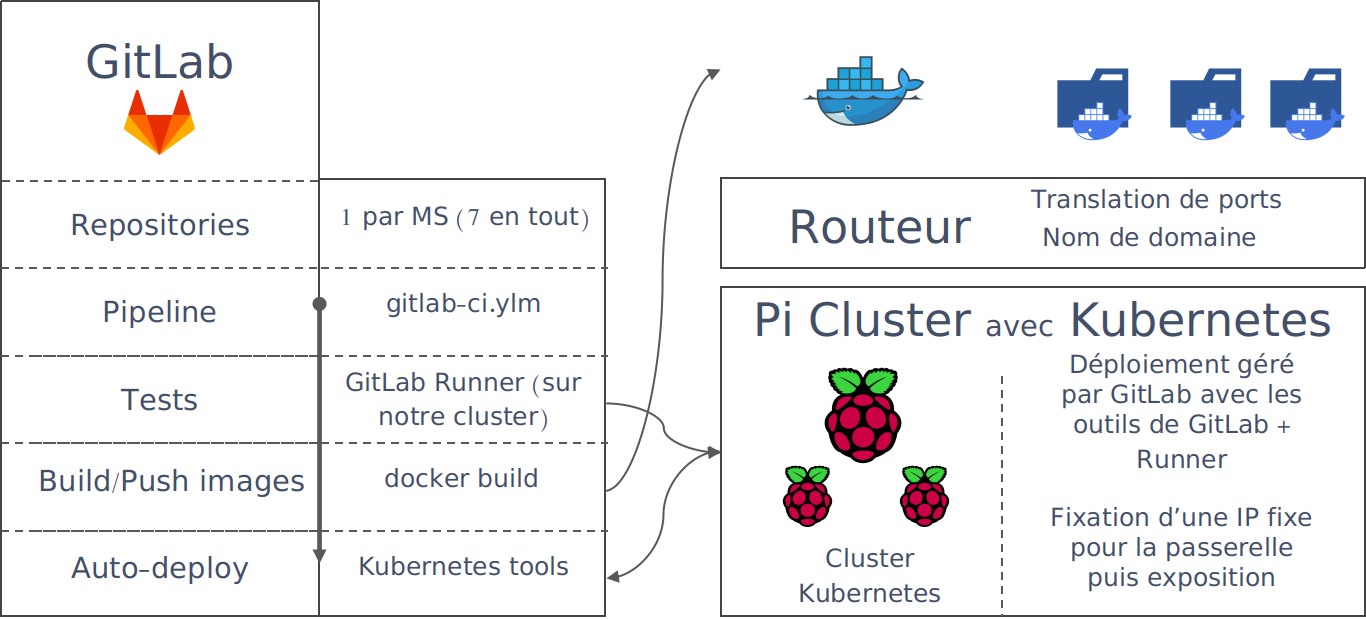 GitLab
Repositories
1 par MS (7 en tout)
Pipeline
gitlab-ci.ylm
Tests
GitLab Runner (sur
notre cluster)
Build/Push images
docker build
Auto-deploy
Kubernetes tools
Routeur
Translation de ports
Nom de domaine
Pi Cluster avec Kubernetes
Cluster
Kubernetes
Déploiement géré
par GitLab avec les
outils de GitLab +
Runner
Fixation d’une IP fixe
pour la passerelle
puis exposition